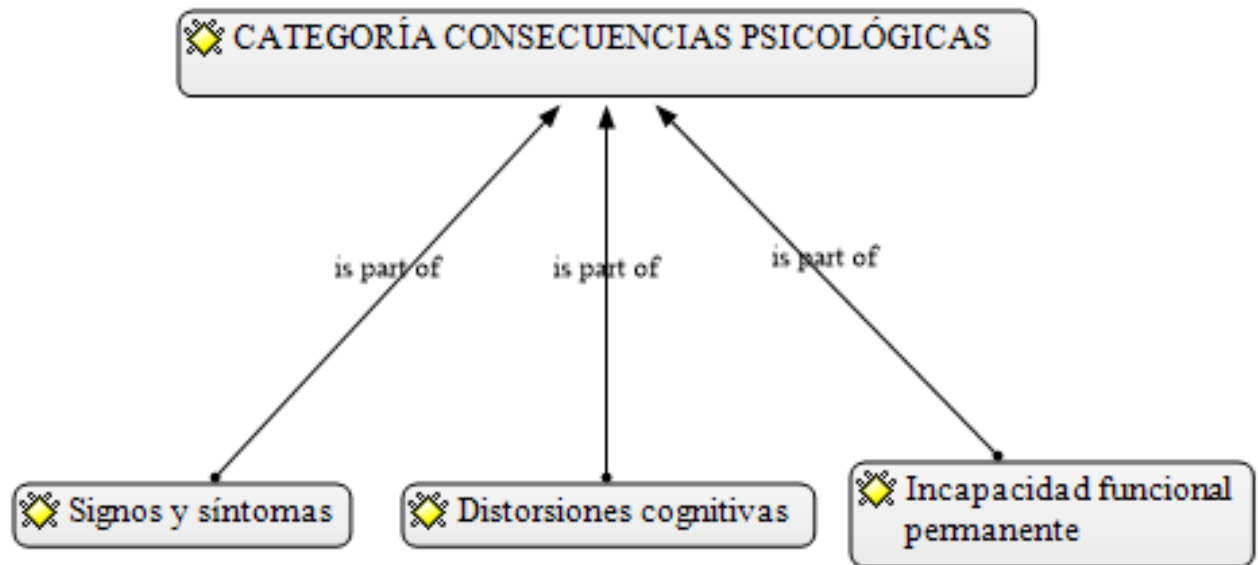 CATEGORÍA CONSECUENCIAS PSICOLÓGICAS
is part of
is part of
is part of
Signos y síntomas
Distorsiones cognitivas
Incapacidad funcional
permanente